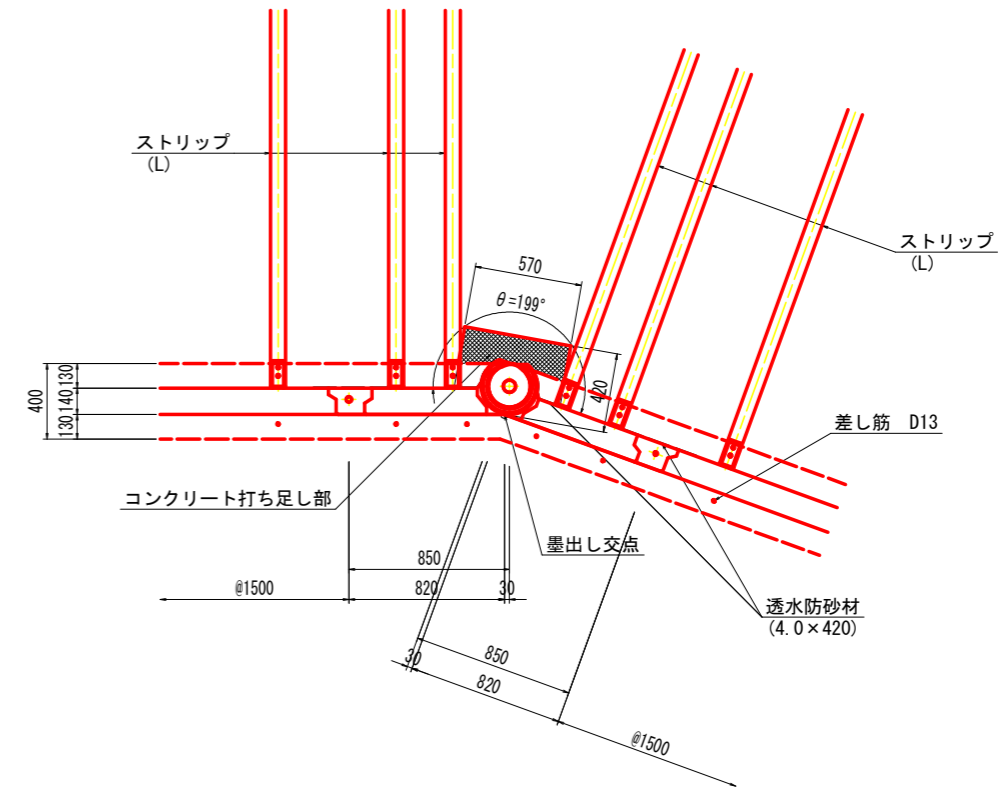 ストリップ
(L)
ストリップ
(L)
570
θ=199°
420
400
130
140
130
差し筋 D13
コンクリート打ち足し部
墨出し交点
850
@1500
820
30
透水防砂材
(4.0×420)
850
30
820
@1500